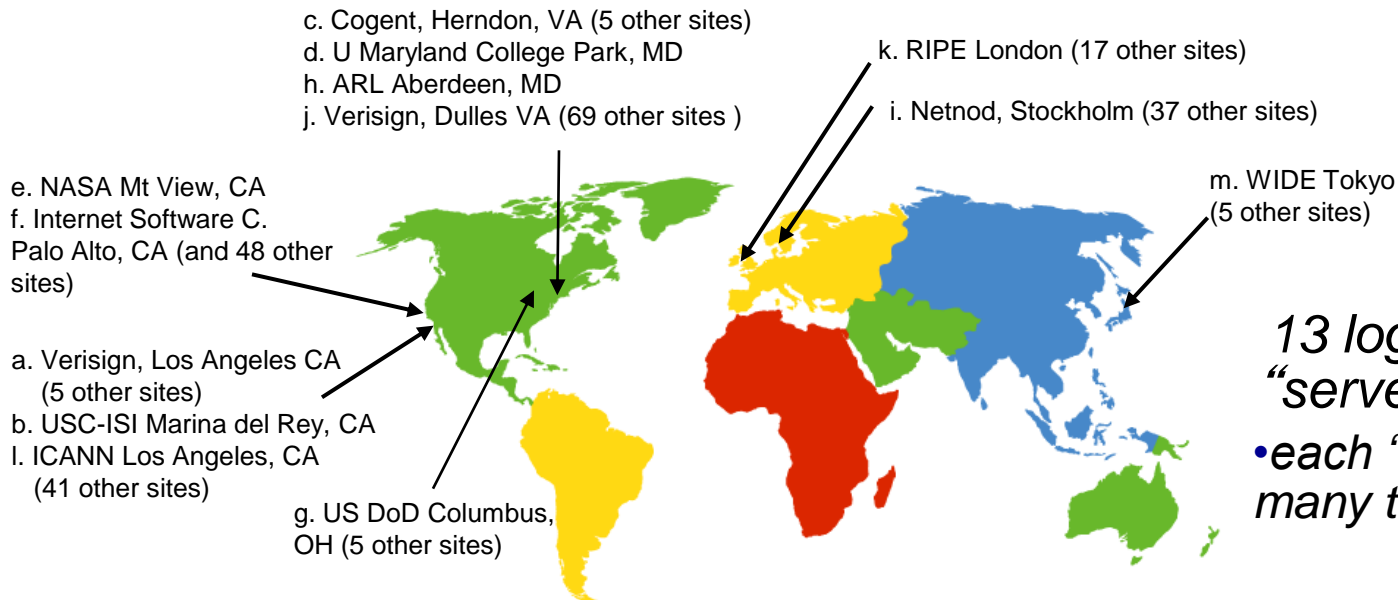 c. Cogent, Herndon, VA (5 other sites)
d. U Maryland College Park, MD
h. ARL Aberdeen, MD
j. Verisign, Dulles VA (69 other sites )
k. RIPE London (17 other sites)
i. Netnod, Stockholm (37 other sites)
m. WIDE Tokyo
(5 other sites)
e. NASA Mt View, CA
f. Internet Software C.
Palo Alto, CA (and 48 other
sites)
a. Verisign, Los Angeles CA
(5 other sites)
b. USC-ISI Marina del Rey, CA
l. ICANN Los Angeles, CA
(41 other sites)
g. US DoD Columbus,
OH (5 other sites)
13 log
“serve
•each “
many t